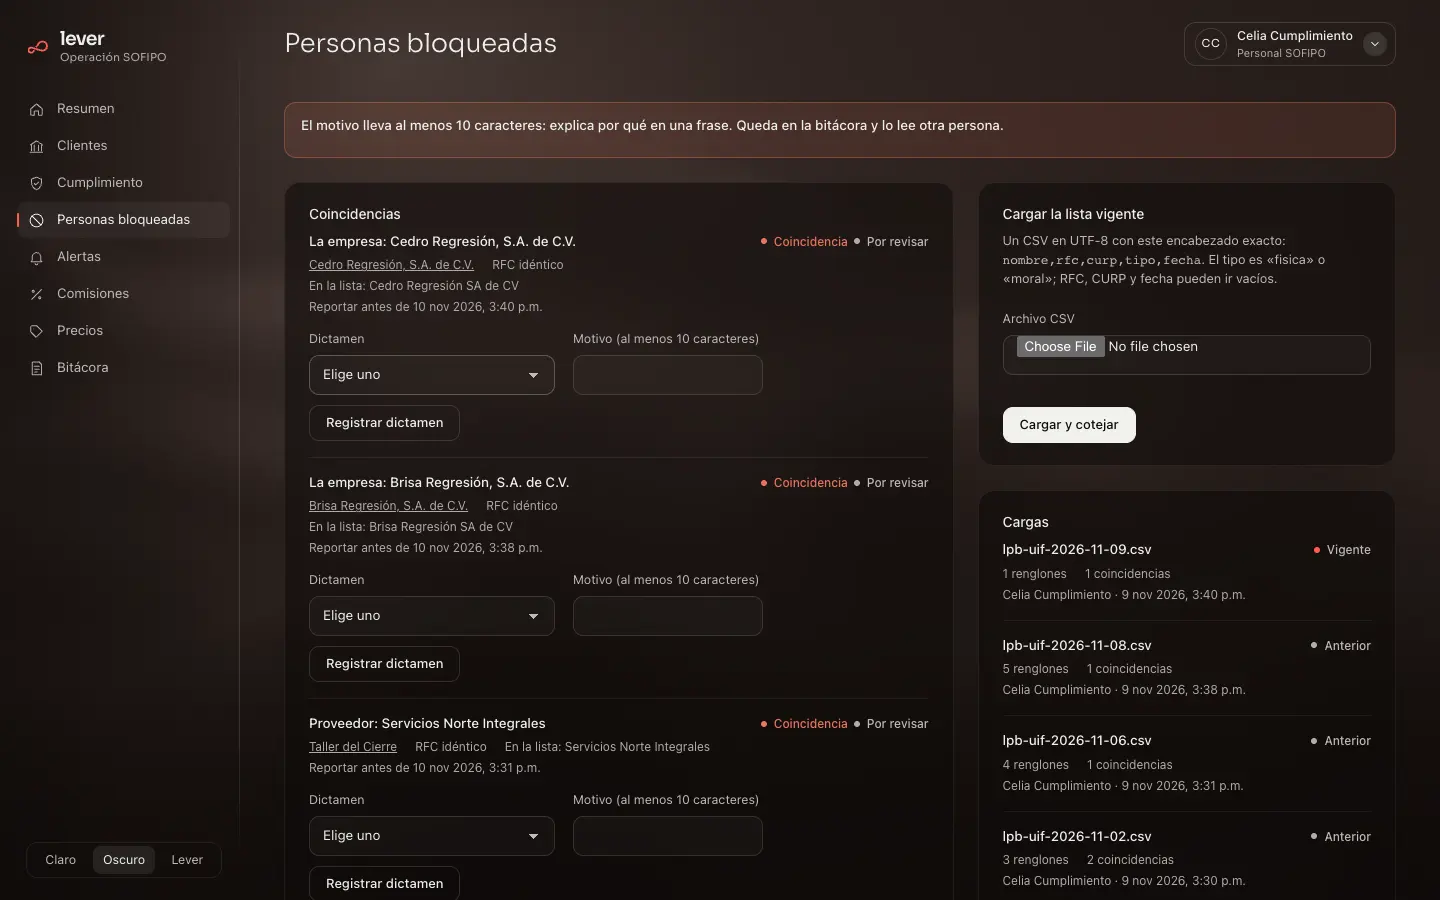 lever
Operación SOFIPO
Resumen
Clientes
Cumplimiento
Personas bloqueadas
Alertas
Comisiones
Precios
Bitácora
Claro
Oscuro
Lever
Personas bloqueadas
CC
Celia Cumplimiento
Personal SOFIPO
El motivo lleva al menos 10 caracteres: explica por qué en una frase. Queda en la bitácora y lo lee otra persona.
Coincidencias
La empresa: Cedro Regresión, S.A. de C.V.
Coincidencia
Por revisar
Cedro Regresión, S.A. de C.V.
RFC idéntico
En la lista: Cedro Regresión SA de CV
Reportar antes de 10 nov 2026, 3:40 p.m.
Dictamen
Motivo (al menos 10 caracteres)
Elige uno
Registrar dictamen
La empresa: Brisa Regresión, S.A. de C.V.
Coincidencia
Por revisar
Brisa Regresión, S.A. de C.V.
RFC idéntico
En la lista: Brisa Regresión SA de CV
Reportar antes de 10 nov 2026, 3:38 p.m.
Dictamen
Motivo (al menos 10 caracteres)
Elige uno
Registrar dictamen
Proveedor: Servicios Norte Integrales
Coincidencia
Por revisar
Taller del Cierre
RFC idéntico
En la lista: Servicios Norte Integrales
Reportar antes de 10 nov 2026, 3:31 p.m.
Dictamen
Motivo (al menos 10 caracteres)
Elige uno
Registrar dictamen
Cargar la lista vigente
Un CSV en UTF-8 con este encabezado exacto:
nombre,rfc,curp,tipo,fecha. El tipo es «fisica» o
«moral»; RFC, CURP y fecha pueden ir vacíos.
Archivo CSV
Choose File No file chosen
Cargar y cotejar
Cargas
lpb-uif-2026-11-09.csv
Vigente
1 renglones
1 coincidencias
Celia Cumplimiento · 9 nov 2026, 3:40 p.m.
lpb-uif-2026-11-08.csv
Anterior
5 renglones
1 coincidencias
Celia Cumplimiento · 9 nov 2026, 3:38 p.m.
lpb-uif-2026-11-06.csv
Anterior
4 renglones
1 coincidencias
Celia Cumplimiento · 9 nov 2026, 3:31 p.m.
lpb-uif-2026-11-02.csv
Anterior
3 renglones
2 coincidencias
Celia Cumplimiento · 9 nov 2026, 3:30 p.m.